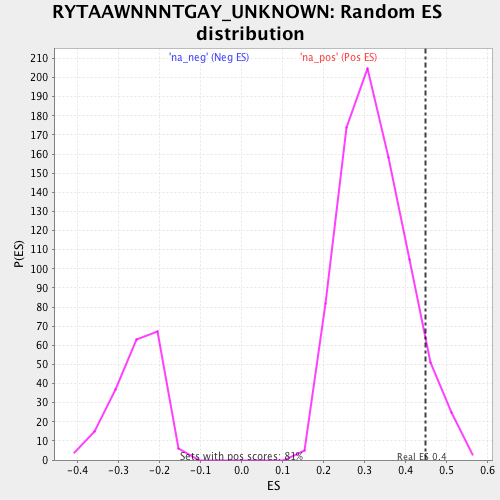 RYTAAWNNNTGAY_UNKNOWN: Random ES
distribution
'na_neg' (Neg ES)
'na_pos' (Pos ES)
210
200
190
180
170
160
150
140
130
120
110
100
90
80
70
60
50
40
30
20
10
0
P(ES)
Sets with pos scores: 81%
Real ES 0.4
-0.4 -0.3 -0.2 -0.1 0.0 0.1 0.2 0.3 0.4 0.5 0.6
ES